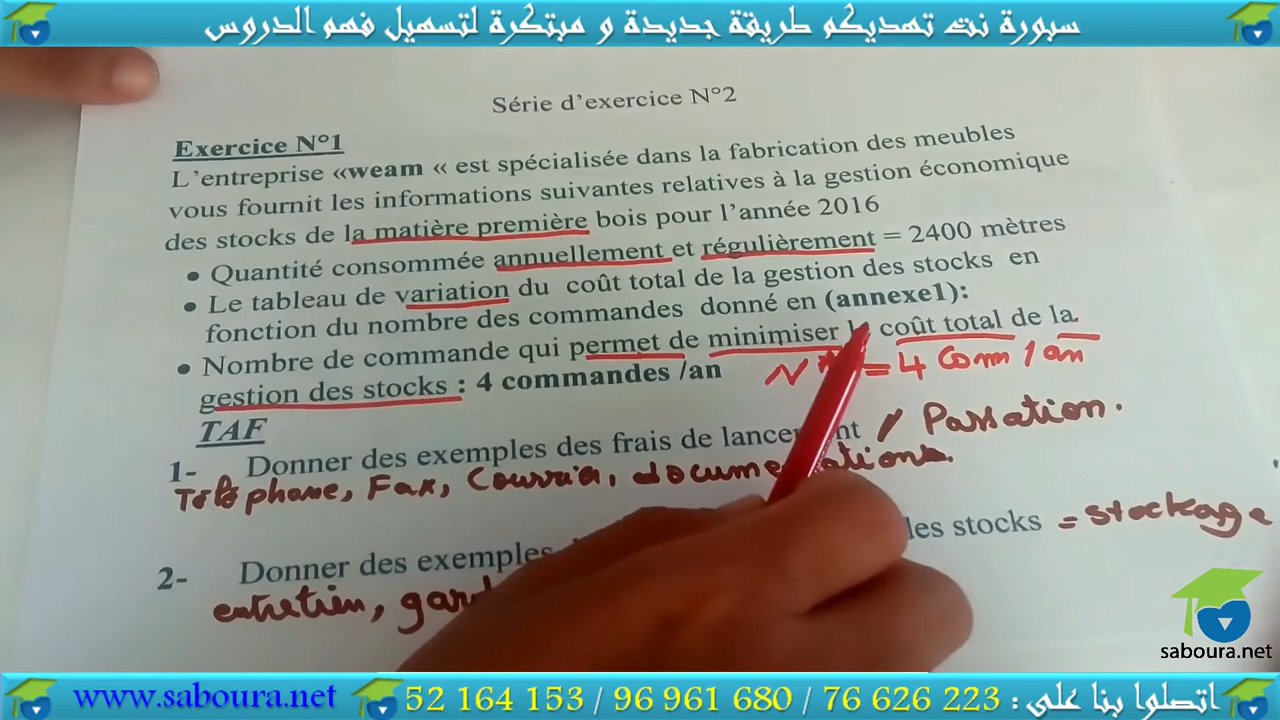 سبورة نت تهديكم طريقة جديدة و مبتكرة لتسهيل فهم الدروس
Série d'exercice N°2
Exercice N°1
L'entreprise «weam « est spécialisée dans la fabrication des meubles
vous fournit les informations suivantes relatives à la gestion économique
des stocks de la matière première bois pour l'année 2016
• Quantité consommée annuellement et régulièrement = 2400 mètres
• Le tableau de variation du coût total de la gestion des stocks en
fonction du nombre des commandes donné en (annexe1):
• Nombre de commande qui permet de minimiser coût total de la
gestion des stocks : 4 commandes /an
N* = 4 Comm / an
TAF
1- Donner des exemples des frais de lancement / Passation.
Téléphone, Fax, Courrier, documentations.
2- Donner des exemples des stocks = stockage
entretien,
saboura.net
www.saboura.net
52 164 153 / 96 961 680 / 76 626 223 : اتصلوا بنا على